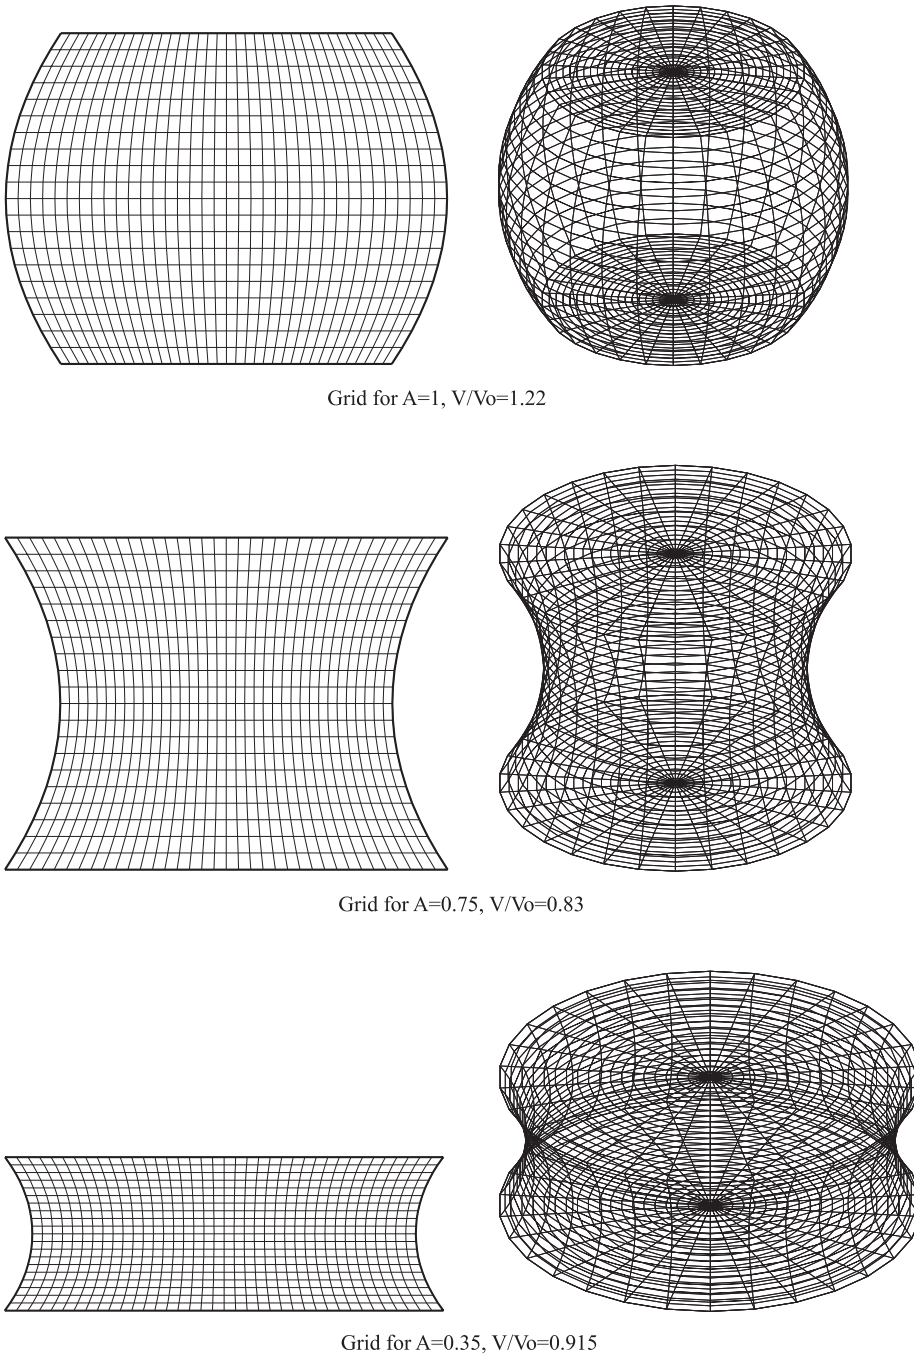 Grid for A=1, V/Vo=1.22
Grid for A=0.75, V/Vo=0.83
Grid for A=0.35, V/Vo=0.915